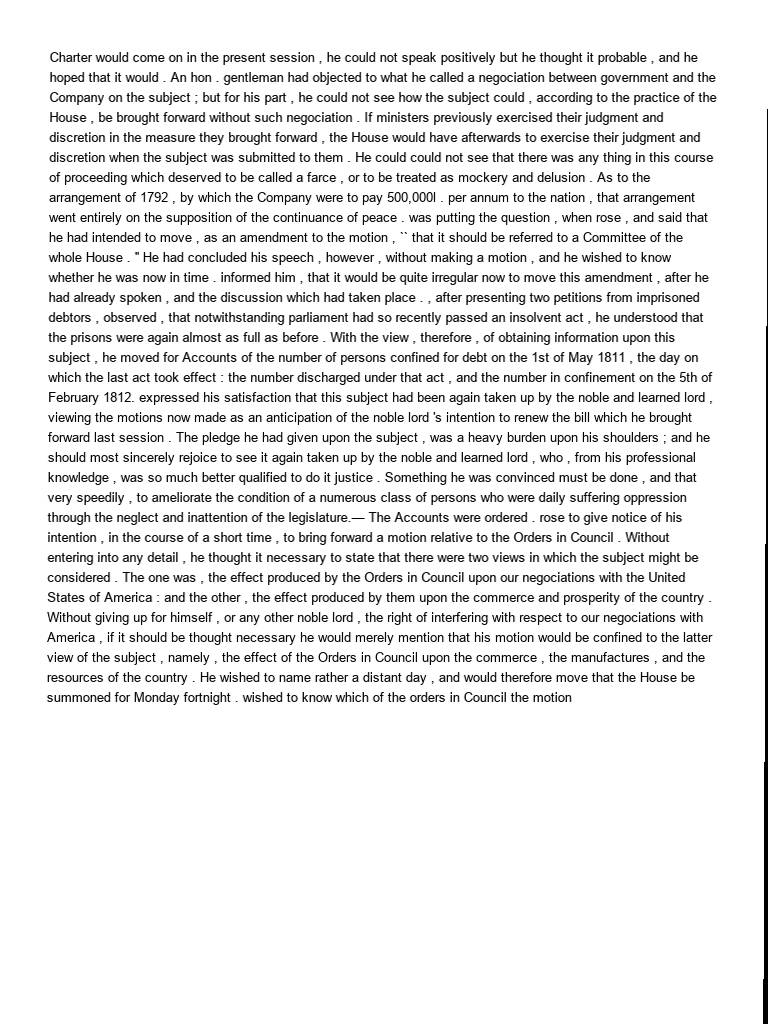 Charter would come on in the present session , he could not speak positively but he thought it probable , and he
hoped that it would . An hon . gentleman had objected to what he called a negociation between government and the
Company on the subject ; but for his part , he could not see how the subject could , according to the practice of the
House , be brought forward without such negociation . If ministers previously exercised their judgment and
discretion in the measure they brought forward , the House would have afterwards to exercise their judgment and
discretion when the subject was submitted to them . He could could not see that there was any thing in this course
of proceeding which deserved to be called a farce , or to be treated as mockery and delusion . As to the
arrangement of 1792 , by which the Company were to pay 500,000l . per annum to the nation , that arrangement
went entirely on the supposition of the continuance of peace . was putting the question , when rose , and said that
he had intended to move , as an amendment to the motion , `` that it should be referred to a Committee of the
whole House . " He had concluded his speech , however , without making a motion , and he wished to know
whether he was now in time . informed him , that it would be quite irregular now to move this amendment , after he
had already spoken , and the discussion which had taken place . , after presenting two petitions from imprisoned
debtors , observed , that notwithstanding parliament had so recently passed an insolvent act , he understood that
the prisons were again almost as full as before . With the view , therefore , of obtaining information upon this
subject , he moved for Accounts of the number of persons confined for debt on the 1st of May 1811 , the day on
which the last act took effect : the number discharged under that act , and the number in confinement on the 5th of
February 1812. expressed his satisfaction that this subject had been again taken up by the noble and learned lord ,
viewing the motions now made as an anticipation of the noble lord 's intention to renew the bill which he brought
forward last session . The pledge he had given upon the subject , was a heavy burden upon his shoulders ; and he
should most sincerely rejoice to see it again taken up by the noble and learned lord , who , from his professional
knowledge , was so much better qualified to do it justice . Something he was convinced must be done , and that
very speedily , to ameliorate the condition of a numerous class of persons who were daily suffering oppression
through the neglect and inattention of the legislature.— The Accounts were ordered . rose to give notice of his
intention , in the course of a short time , to bring forward a motion relative to the Orders in Council . Without
entering into any detail , he thought it necessary to state that there were two views in which the subject might be
considered . The one was , the effect produced by the Orders in Council upon our negociations with the United
States of America : and the other , the effect produced by them upon the commerce and prosperity of the country .
Without giving up for himself , or any other noble lord , the right of interfering with respect to our negociations with
America , if it should be thought necessary he would merely mention that his motion would be confined to the latter
view of the subject , namely , the effect of the Orders in Council upon the commerce , the manufactures , and the
resources of the country . He wished to name rather a distant day , and would therefore move that the House be
summoned for Monday fortnight . wished to know which of the orders in Council the motion